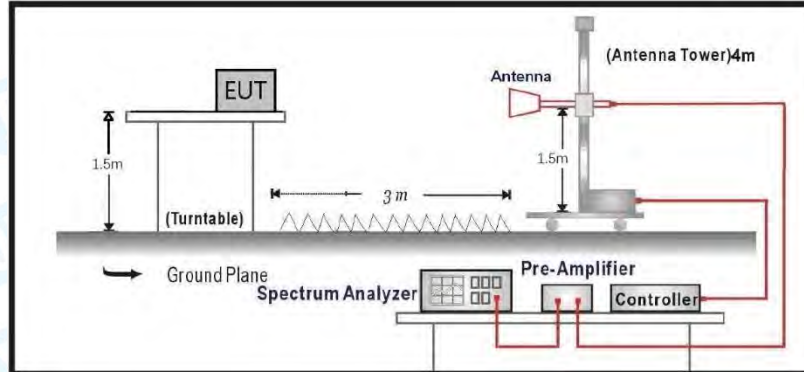 (Antenna Tower)4m
Antenna
EUT
1.5m
1.5m
3 m
(Turntable)
Ground Plane
Pre-Amplifier
Spectrum Analyzer
Controller